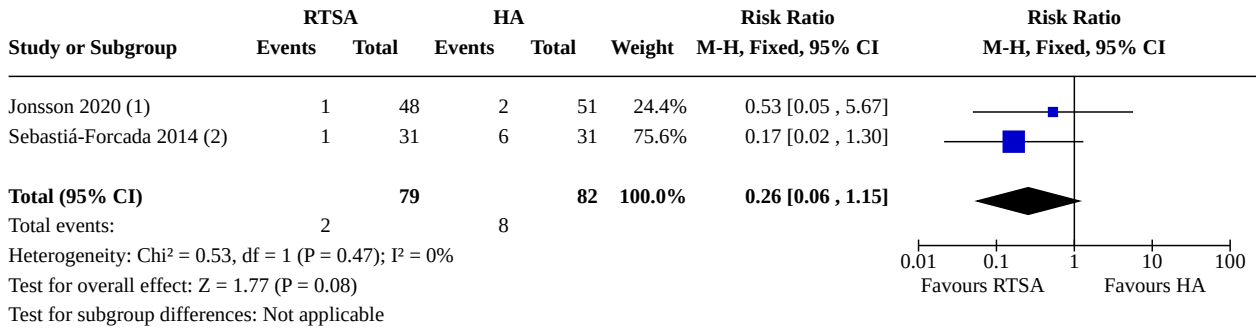 RTSA HA Risk Ratio Risk Ratio
Study or Subgroup Events Total Events Total Weight M-H, Fixed, 95% CI M-H, Fixed, 95% CI
Jonsson 2020 (1) 1 48 2 51 24.4% 0.53 [0.05 , 5.67]
Sebastiá-Forcada 2014 (2) 1 31 6 31 75.6% 0.17 [0.02 , 1.30]
Total (95% CI) 79 82 100.0% 0.26 [0.06 , 1.15]
Total events: 2 8
Heterogeneity: Chi² = 0.53, df = 1 (P = 0.47); I² = 0%
0.01 0.1 1 10 100
Test for overall effect: Z = 1.77 (P = 0.08)
Favours RTSA Favours HA
Test for subgroup differences: Not applicable